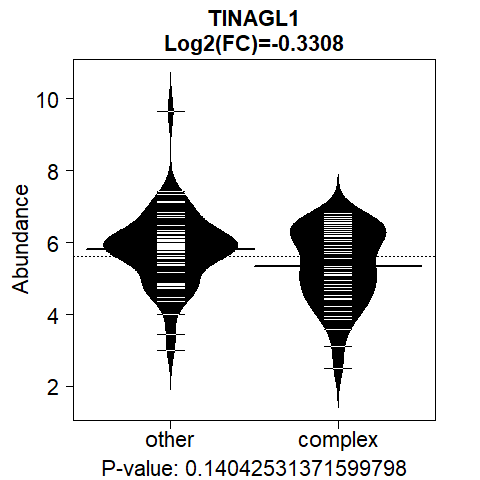 TINAGL1
Log2(FC)=-0.3308
Abundance
10
8
6
4
2
other complex
P-value: 0.14042531371599798